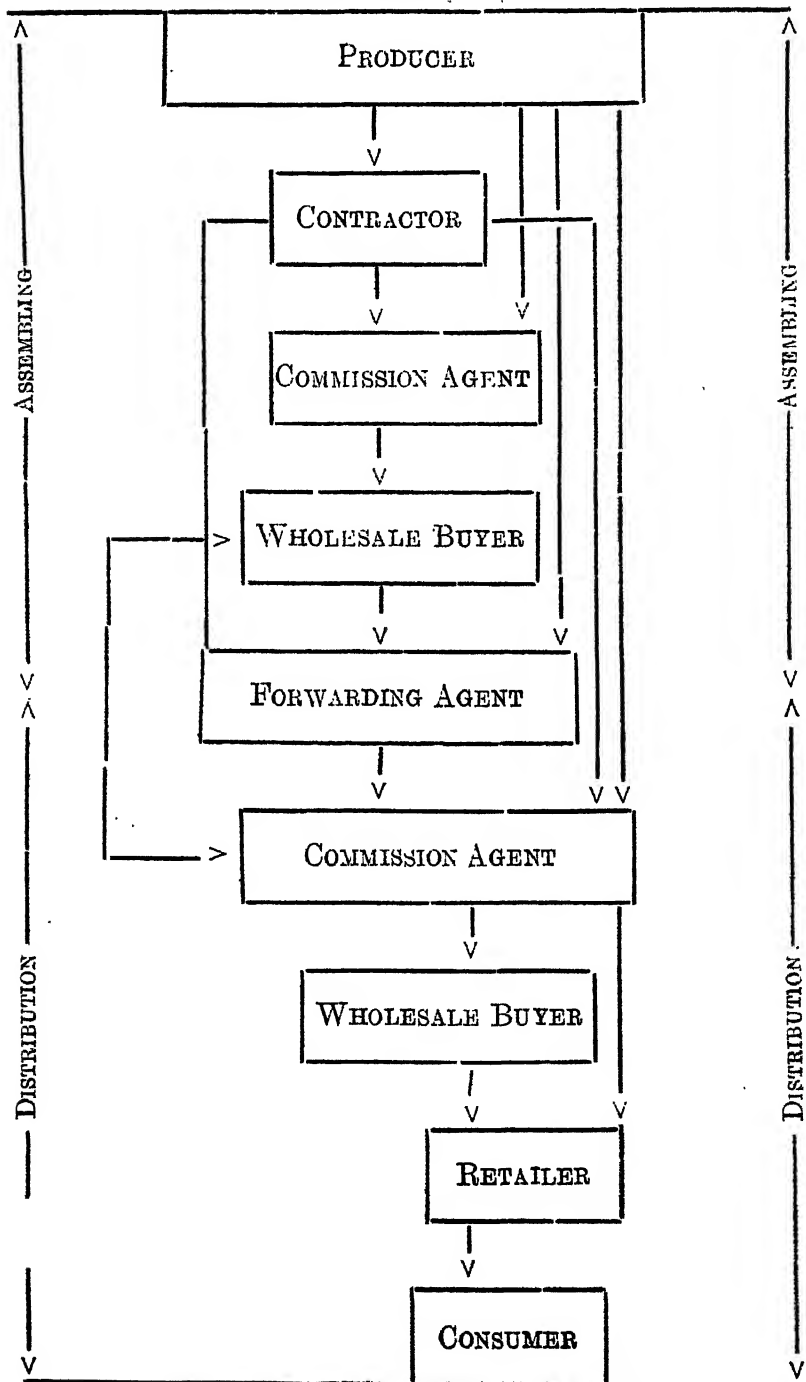 PRODUCER
CONTRACTOR
ASSEMBLING
ASSEMBLING
COMMISSION AGENT
WHOLESALE BUYER
FORWARDING AGENT
COMMISSION AGENT
DISTRIBUTION
DISTRIBUTION
WHOLESALE BUYER
RETAILER
CONSUMER